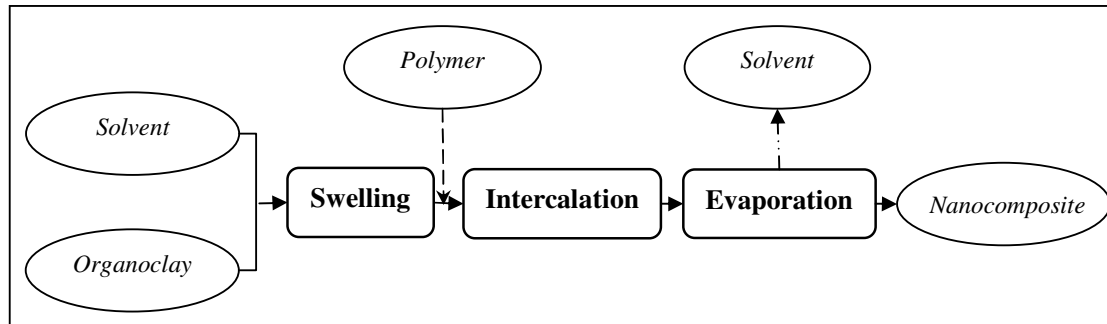 Polymer
Solvent
Solvent
Swelling
Intercalation
Evaporation
Nanocomposite
Organoclay